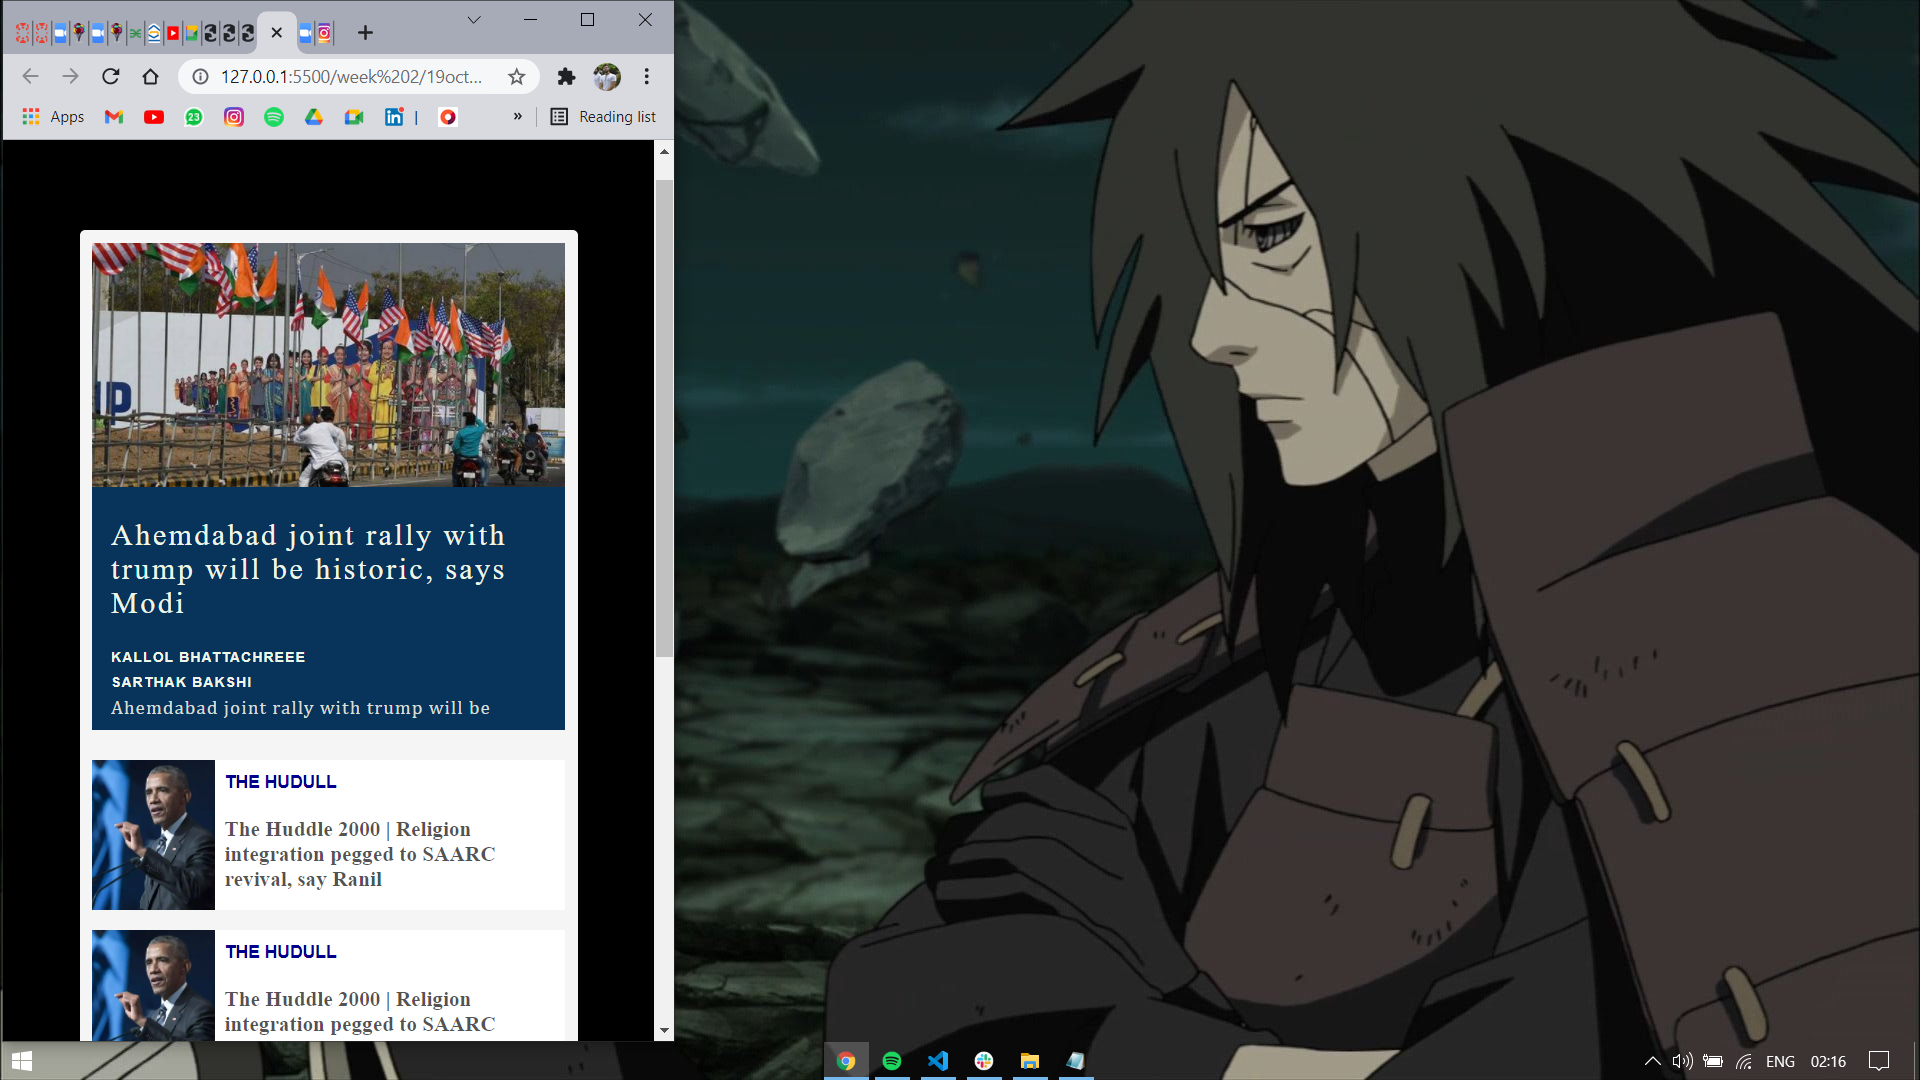 127.0.0.1:5500/week%202/19oct...
Apps
23
|
»
Reading list
Ahemdabad joint rally with
trump will be historic, says
Modi
KALLOL BHATTACHREEE
SARTHAK BAKSHI
Ahemdabad joint rally with trump will be
THE HUDULL
The Huddle 2000 | Religion
integration pegged to SAARC
revival, say Ranil
THE HUDULL
The Huddle 2000 | Religion
integration pegged to SAARC
ENG
02:16